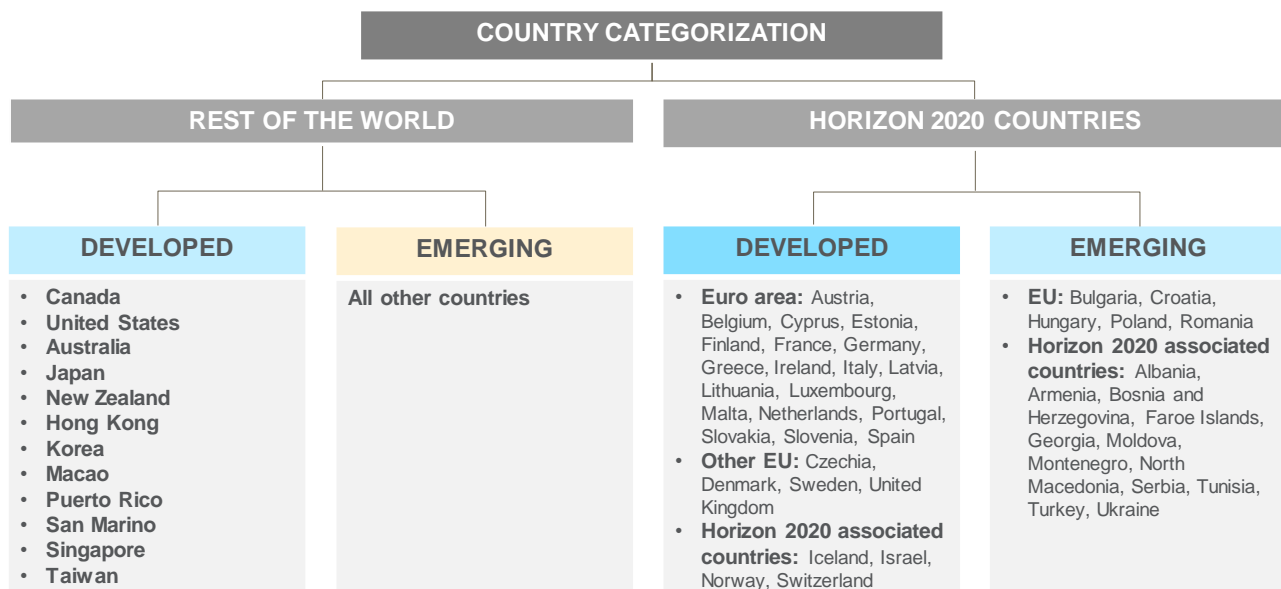 COUNTRY CATEGORIZATION
REST OF THE WORLD
HORIZON 2020 COUNTRIES
DEVELOPED
• Canada
• United States
• Australia
• Japan
• New Zealand
• Hong Kong
• Korea
• Macao
• Puerto Rico
• San Marino
• Singapore
• Taiwan
EMERGING
All other countries
DEVELOPED
• Euro area: Austria,
Belgium, Cyprus, Estonia,
Finland, France, Germany,
Greece, Ireland, Italy, Latvia,
Lithuania, Luxembourg,
Malta, Netherlands, Portugal,
Slovakia, Slovenia, Spain
• Other EU: Czechia,
Denmark, Sweden, United
Kingdom
• Horizon 2020 associated
countries: Iceland, Israel,
Norway, Switzerland
EMERGING
• EU: Bulgaria, Croatia,
Hungary, Poland, Romania
• Horizon 2020 associated
countries: Albania,
Armenia, Bosnia and
Herzegovina, Faroe Islands,
Georgia, Moldova,
Montenegro, North
Macedonia, Serbia, Tunisia,
Turkey, Ukraine